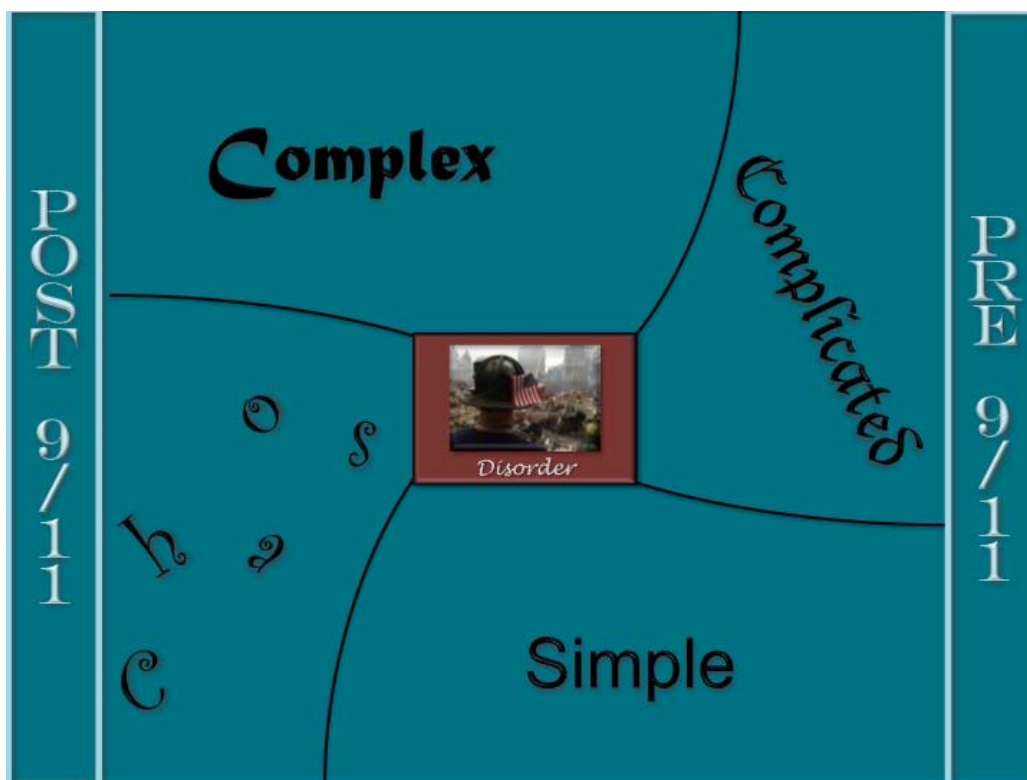 POST 9/11
Complex
Complicated
PRE 9/11
Chaos
Disorder
Simple